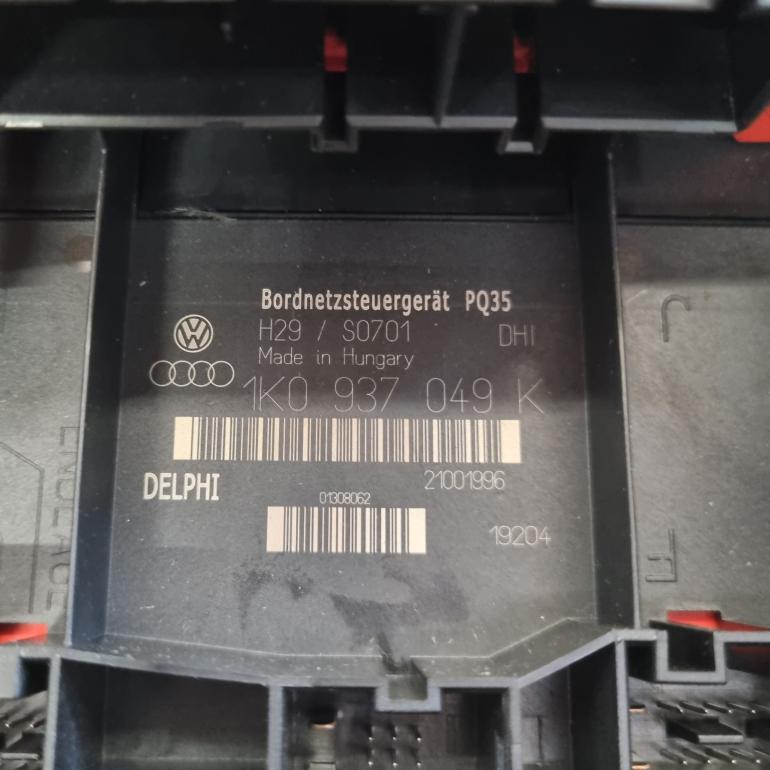 Bordnetzsteuergerät PQ35
H29 / S0701 DHI
Made in Hungary
1K0 937 049 K
DELPHI 21001996
01308062
19204